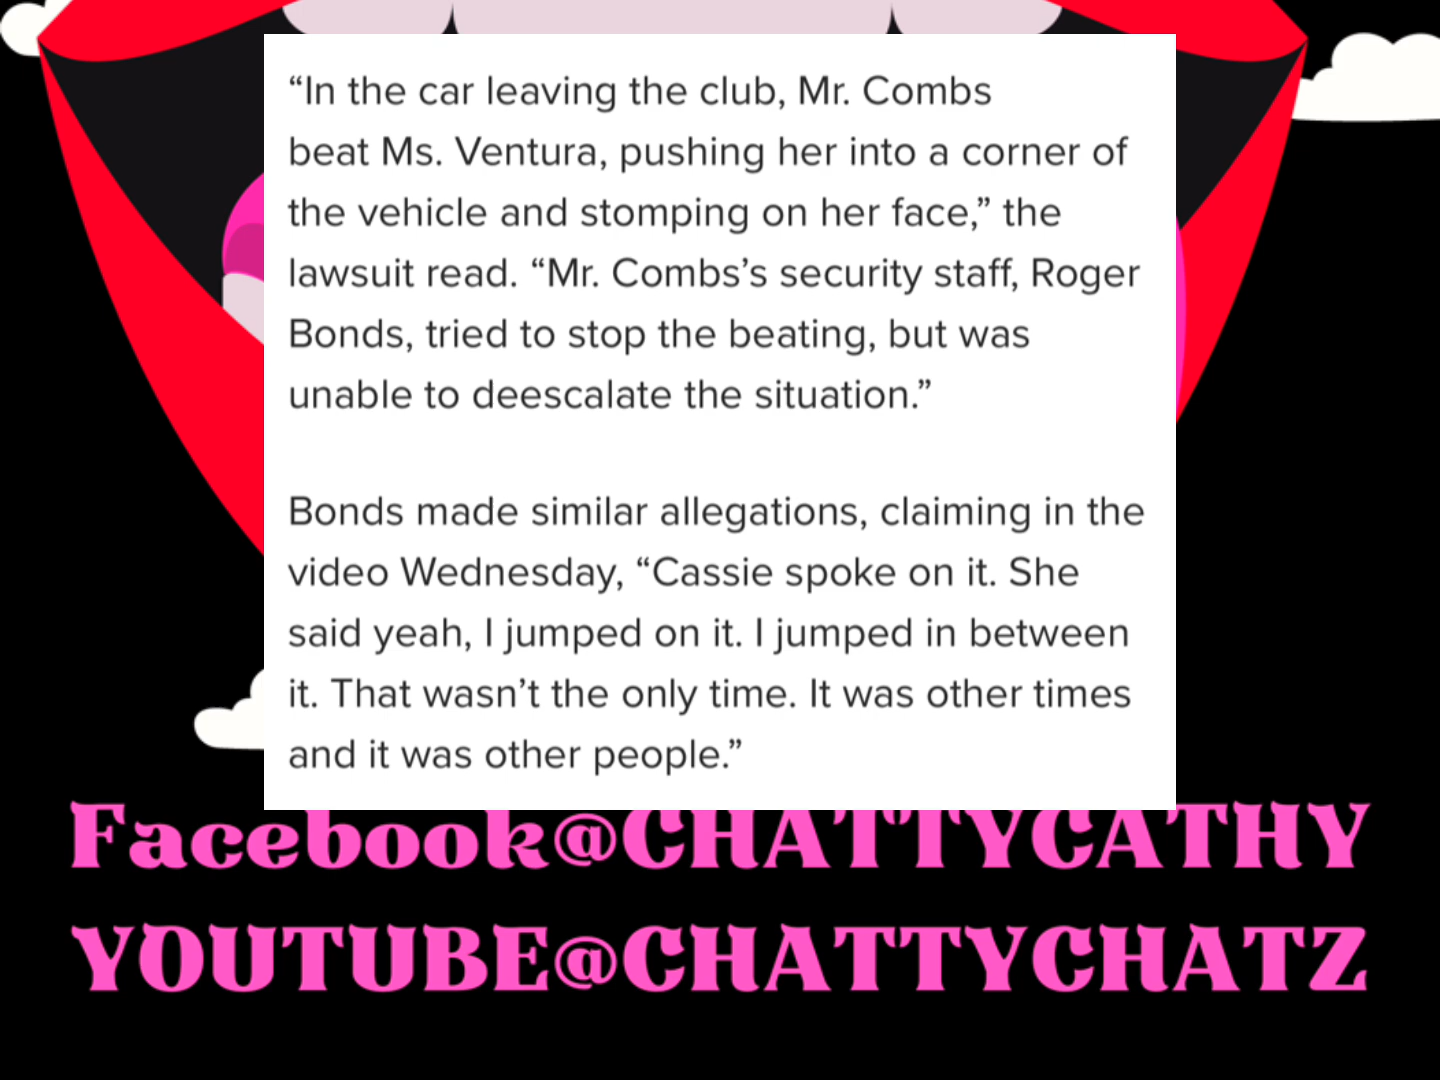 “In the car leaving the club, Mr. Combs
beat Ms. Ventura, pushing her into a corner of
the vehicle and stomping on her face,” the
lawsuit read. “Mr. Combs’s security staff, Roger
Bonds, tried to stop the beating, but was
unable to deescalate the situation.”
Bonds made similar allegations, claiming in the
video Wednesday, “Cassie spoke on it. She
said yeah, I jumped on it. I jumped in between
it. That wasn’t the only time. It was other times
and it was other people.”
Facebook@CHATTYCATHY
YOUTUBE@CHATTYCHATZ